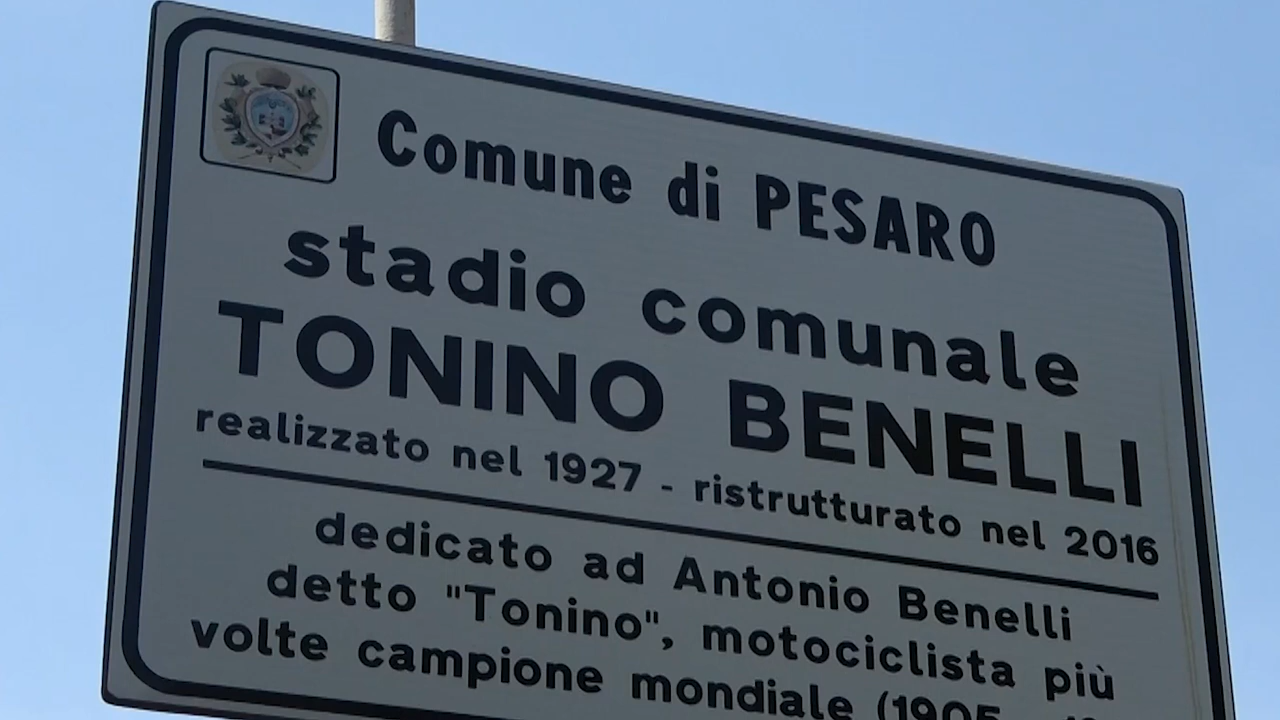 Comune di PESARO
stadio comunale
TONINO BENELLI
realizzato nel 1927 - ristrutturato nel 2016
dedicato ad Antonio Benelli
detto "Tonino", motociclista più
volte campione mondiale (1905